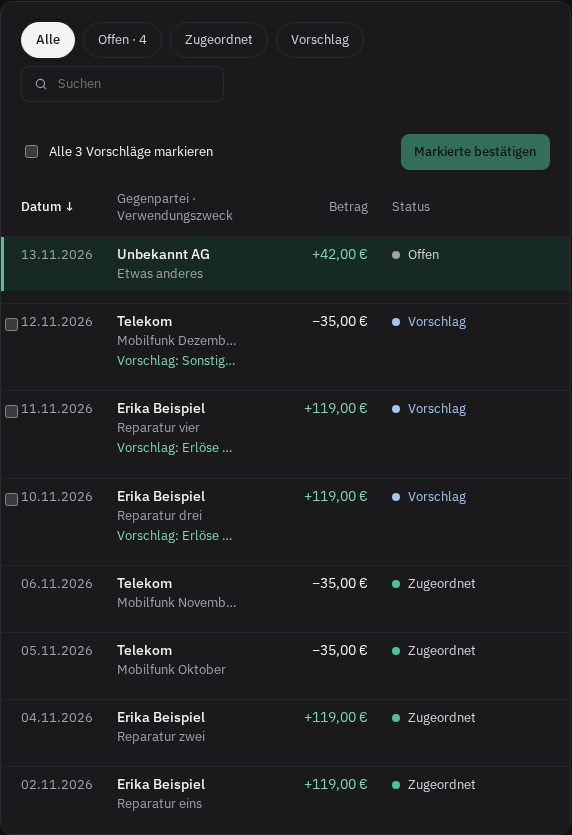 Alle Offen · 4 Zugeordnet Vorschlag
Suchen
Alle 3 Vorschläge markieren Markierte bestätigen
Datum ↓ Gegenpartei · Betrag Status
Verwendungszweck
13.11.2026 Unbekannt AG +42,00 € Offen
Etwas anderes
12.11.2026 Telekom −35,00 € Vorschlag
Mobilfunk Dezemb…
Vorschlag: Sonstig…
11.11.2026 Erika Beispiel +119,00 € Vorschlag
Reparatur vier
Vorschlag: Erlöse …
10.11.2026 Erika Beispiel +119,00 € Vorschlag
Reparatur drei
Vorschlag: Erlöse …
06.11.2026 Telekom −35,00 € Zugeordnet
Mobilfunk Novemb…
05.11.2026 Telekom −35,00 € Zugeordnet
Mobilfunk Oktober
04.11.2026 Erika Beispiel +119,00 € Zugeordnet
Reparatur zwei
02.11.2026 Erika Beispiel +119,00 € Zugeordnet
Reparatur eins